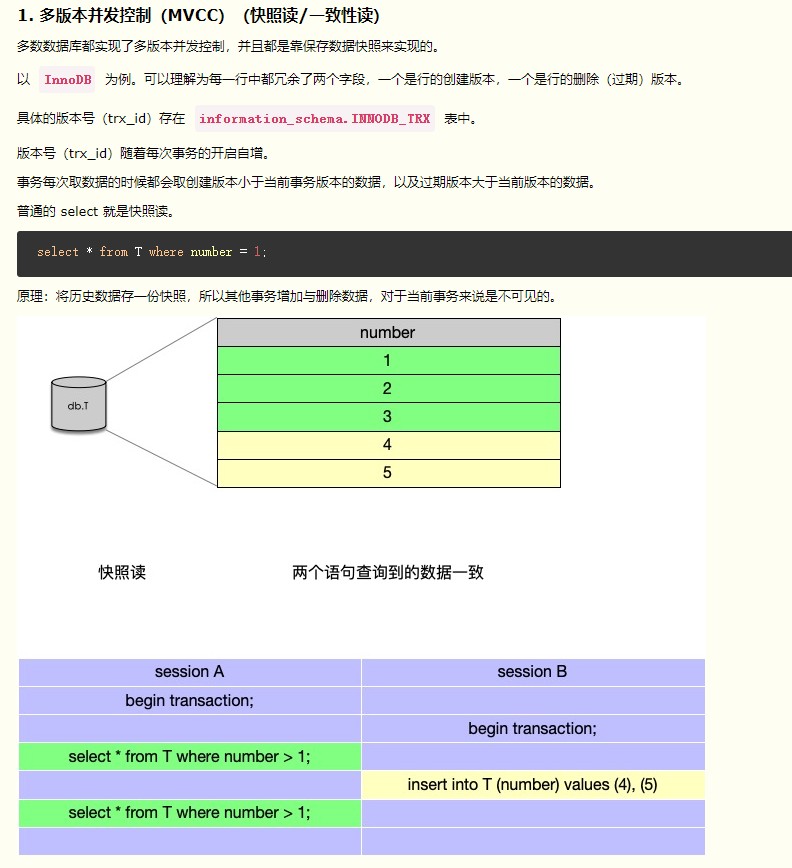 1. 多版本并发控制（MVCC）（快照读/一致性读）
多数数据库都实现了多版本并发控制，并且都是靠保存数据快照来实现的。
以 InnoDB 为例。可以理解为每一行中都冗余了两个字段，一个是行的创建版本，一个是行的删除（过期）版本。
具体的版本号（trx_id）存在 information_schema.INNODB_TRX 表中。
版本号（trx_id）随着每次事务的开启自增。
事务每次取数据的时候都会取创建版本小于当前事务版本的数据，以及过期版本大于当前版本的数据。
普通的 select 就是快照读。
select * from T where number = 1;
原理：将历史数据存一份快照，所以其他事务增加与删除数据，对于当前事务来说是不可见的。
number
1
2
db.T
3
4
5
快照读 两个语句查询到的数据一致
session A session B
begin transaction;
begin transaction;
select * from T where number > 1;
insert into T (number) values (4), (5)
select * from T where number > 1;